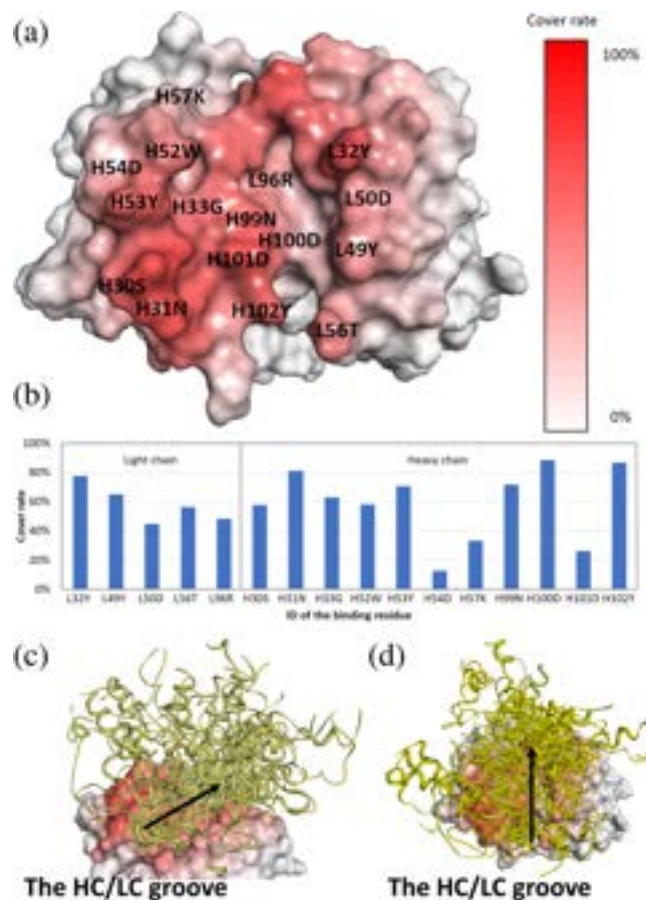 (a)
Cover rate
100%
0%
H57K
H52W
L32Y
H54D
L96R
L50D
H53Y
H33G
H99N
H100D
L49Y
H101D
H30S
H31N
H102Y
L56T
(b)
100%
80%
60%
40%
20%
0%
Cover rate
Light chain
Heavy chain
L32Y L49Y L50D L56T L96R H30S H31N H33G H52W H53Y H54D H57K H99N H100D H101D H102Y
ID of the binding residue
(c)
(d)
The HC/LC groove
The HC/LC groove